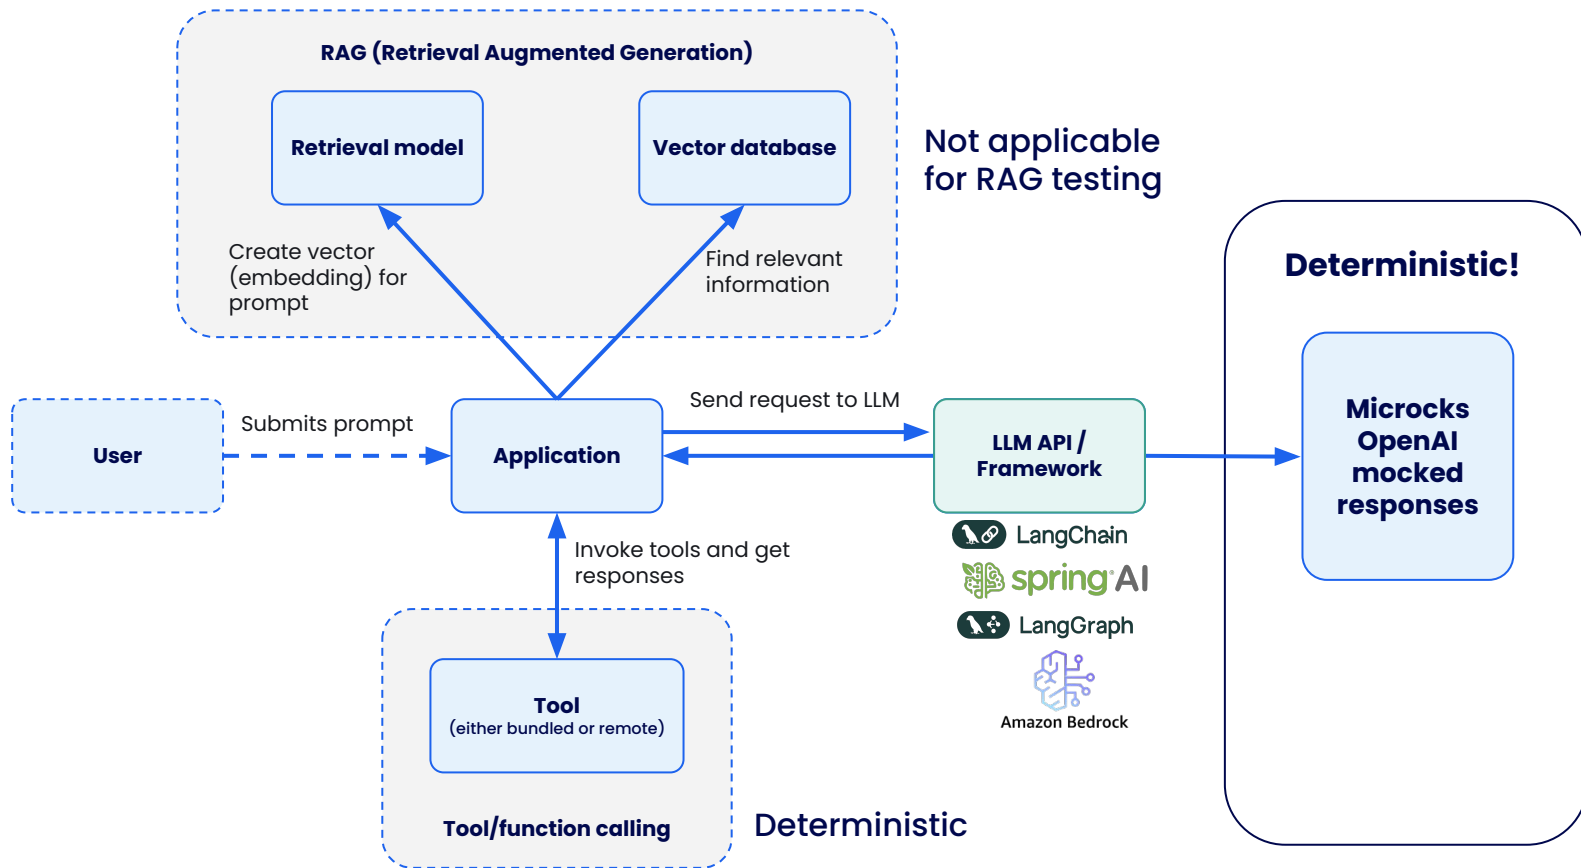 RAG (Retrieval Augmented Generation)
Retrieval model
Vector database
Not applicable
for RAG testing
Create vector
(embedding) for
prompt
Find relevant
information
Deterministic!
User
Submits prompt
Application
Send request to LLM
LLM API /
Framework
Microcks
OpenAI
mocked
responses
LangChain
spring AI
LangGraph
Amazon Bedrock
Invoke tools and get
responses
Tool
(either bundled or remote)
Tool/function calling
Deterministic